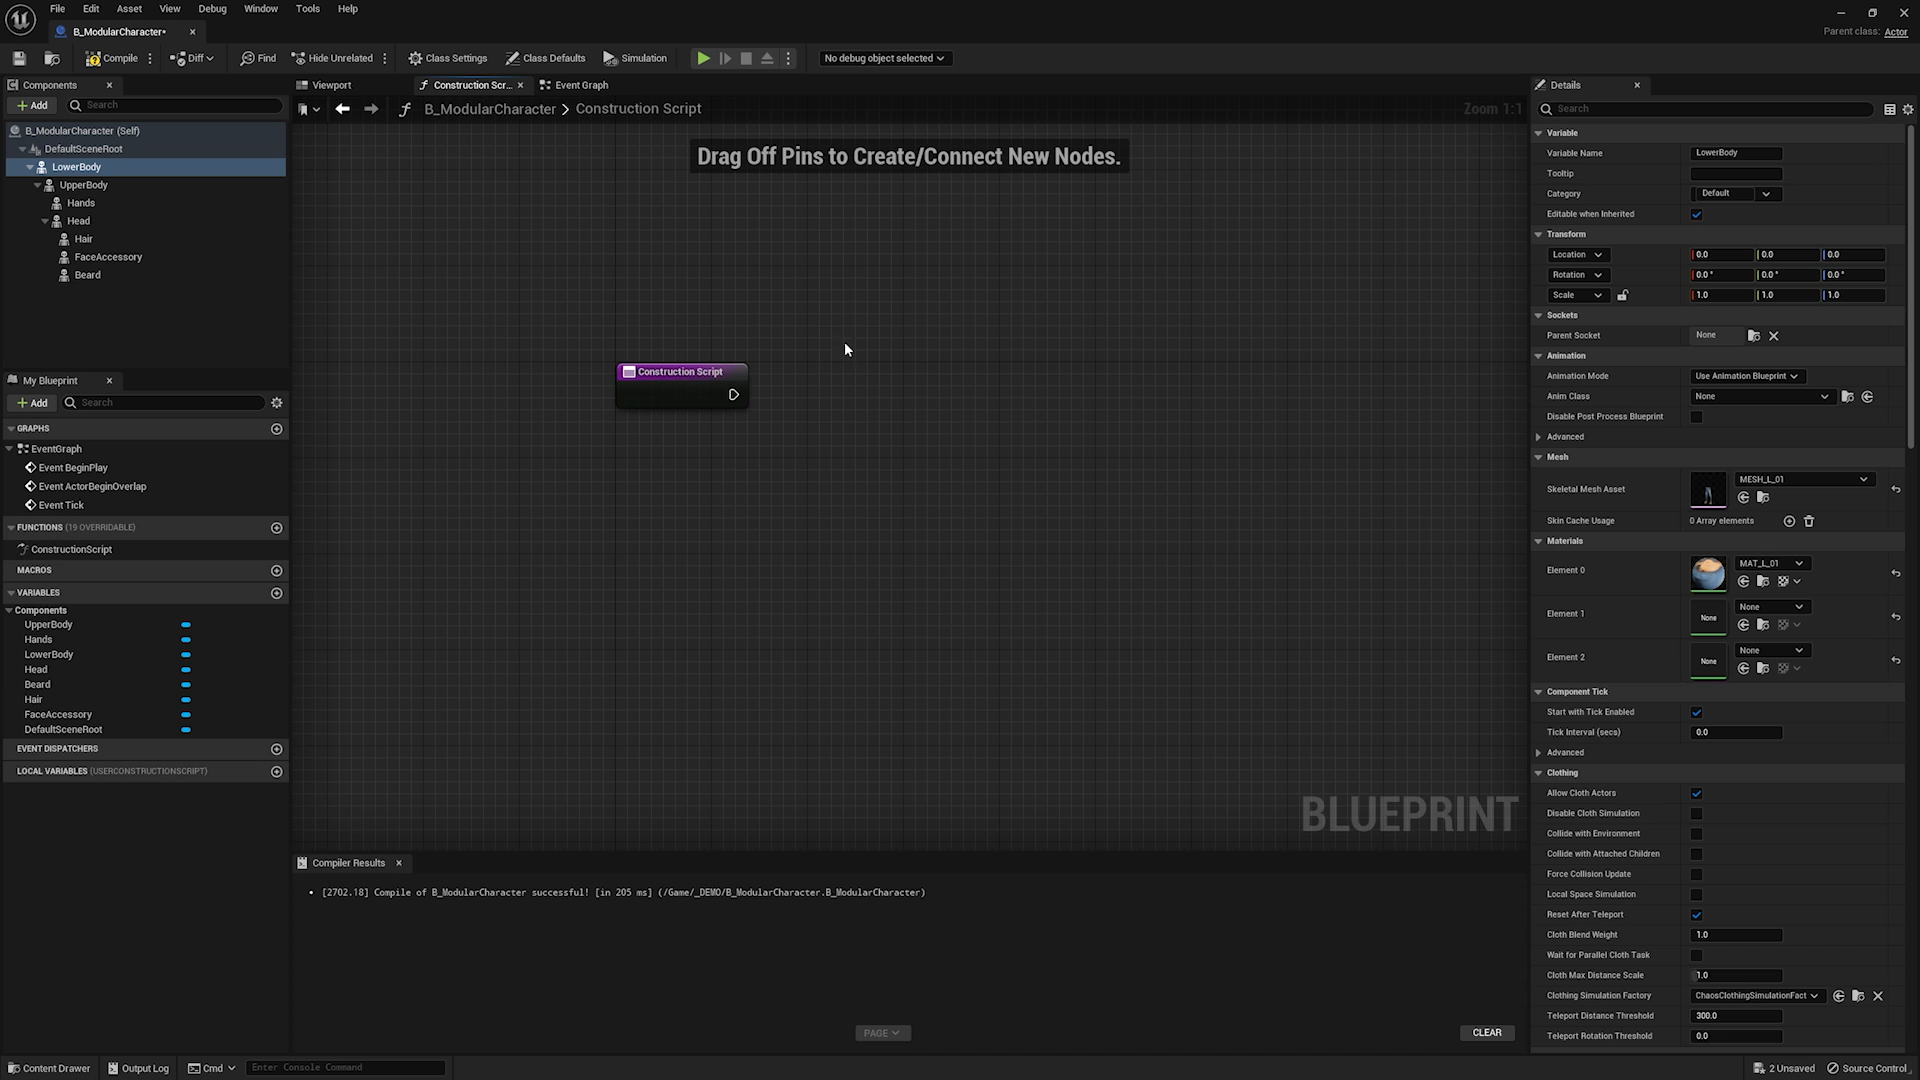 File Edit View Asset View Debug Window Tools Help
B_ModularCharacter•
Parent class: Actor
Compile Diff Find Hide Unrelated Class Settings Class Defaults Simulation No debug object selected
Components
Add Search
B_ModularCharacter (Self)
DefaultSceneRoot
LowerBody
UpperBody
Hands
Head
Hair
FaceAccessory
Beard
My Blueprint
Add Search
GRAPHS
EventGraph
Event BeginPlay
Event ActorBeginOverlap
Event Tick
FUNCTIONS (19 OVERRIDABLE)
ConstructionScript
MACROS
VARIABLES
Components
UpperBody
Hands
LowerBody
Head
Beard
Hair
FaceAccessory
DefaultSceneRoot
EVENT DISPATCHERS
LOCAL VARIABLES (USERCONSTRUCTIONSCRIPT)
Viewport Construction Scr... Event Graph
B_ModularCharacter > Construction Script
Zoom 1:1
Drag Off Pins to Create/Connect New Nodes.
Construction Script
BLUEPRINT
Compiler Results
[2702.18] Compile of B_ModularCharacter successful! [in 205 ms] (/Game/_DEMO/B_ModularCharacter.B_ModularCharacter)
PAGE
CLEAR
Details
Search
Variable
Variable Name LowerBody
Tooltip
Category Default
Editable when Inherited
Transform
Location 0.0 0.0 0.0
Rotation 0.0 ° 0.0 ° 0.0 °
Scale 1.0 1.0 1.0
Sockets
Parent Socket None
Animation
Animation Mode Use Animation Blueprint
Anim Class None
Disable Post Process Blueprint
Advanced
Mesh
Skeletal Mesh Asset MESH_L_01
Skin Cache Usage 0 Array elements
Materials
Element 0 MAT_L_01
Element 1 None None
Element 2 None None
Component Tick
Start with Tick Enabled
Tick Interval (secs) 0.0
Advanced
Clothing
Allow Cloth Actors
Disable Cloth Simulation
Collide with Environment
Collide with Attached Children
Force Collision Update
Local Space Simulation
Reset After Teleport
Cloth Blend Weight 1.0
Wait for Parallel Cloth Task
Cloth Max Distance Scale 1.0
Clothing Simulation Factory ChaosClothingSimulationFact
Teleport Distance Threshold 300.0
Teleport Rotation Threshold 0.0
Content Drawer Output Log Cmd Enter Console Command 2 Unsaved Source Control